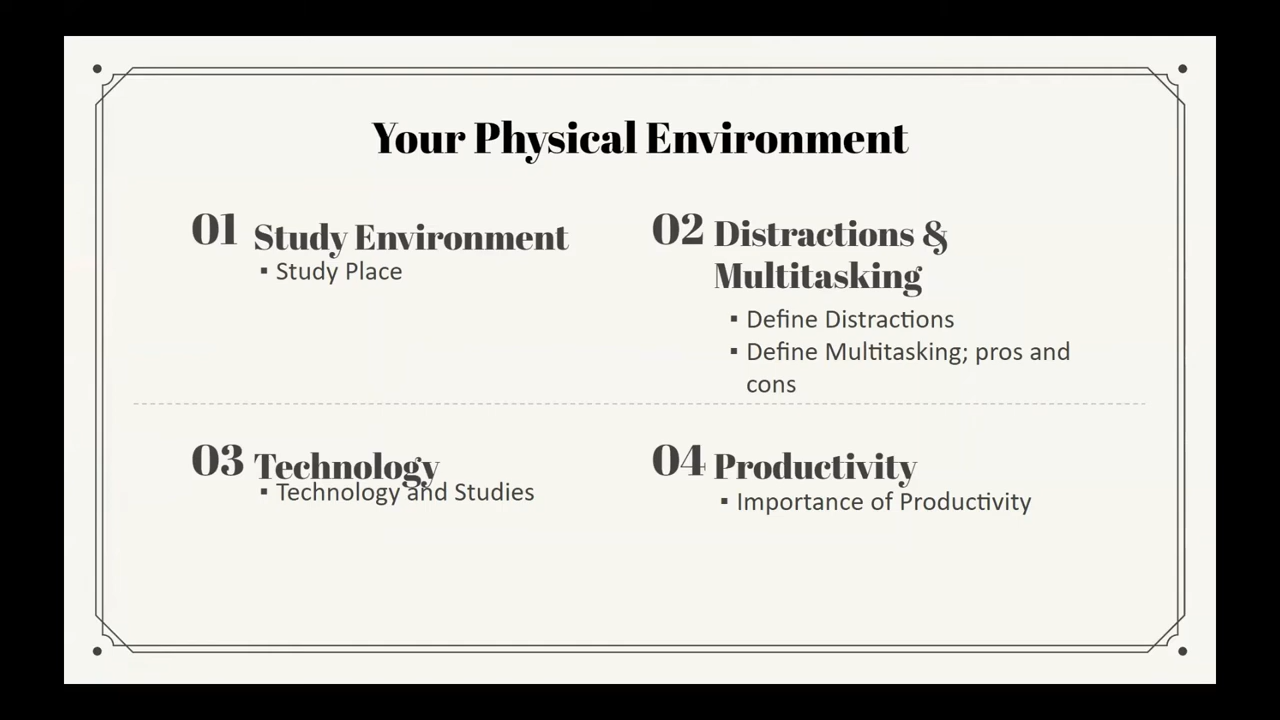 Your Physical Environment
01 Study Environment
▪ Study Place
02 Distractions &
Multitasking
▪ Define Distractions
▪ Define Multitasking; pros and
cons
03 Technology
▪ Technology and Studies
04 Productivity
▪ Importance of Productivity